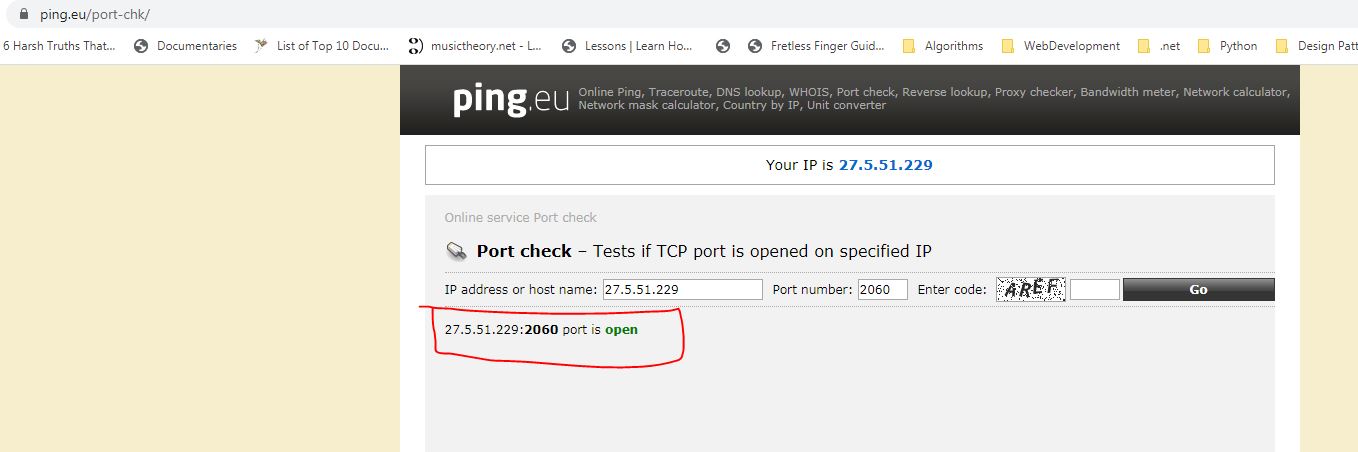 ping.eu/port-chk/
6 Harsh Truths That... Documentaries List of Top 10 Docu... musictheory.net - L... Lessons | Learn Ho... Fretless Finger Guid... Algorithms WebDevelopment .net Python Design Patt
ping.eu Online Ping, Traceroute, DNS lookup, WHOIS, Port check, Reverse lookup, Proxy checker, Bandwidth meter, Network calculator,
Network mask calculator, Country by IP, Unit converter
Your IP is 27.5.51.229
Online service Port check
Port check – Tests if TCP port is opened on specified IP
IP address or host name: 27.5.51.229 Port number: 2060 Enter code: AREF Go
27.5.51.229:2060 port is open